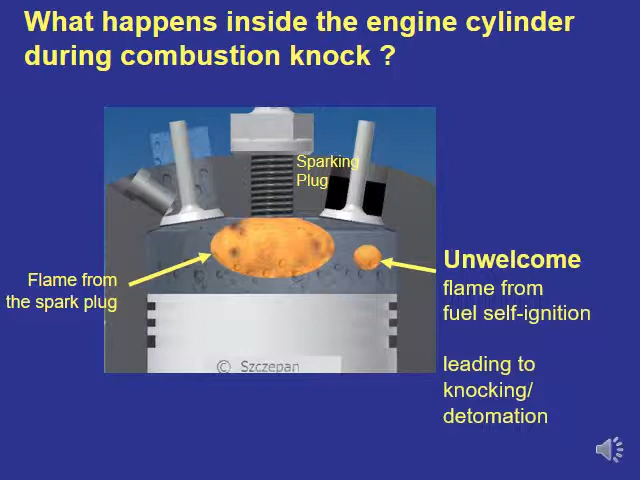 What happens inside the engine cylinder
during combustion knock ?
Sparking
Plug
Flame from
the spark plug
Unwelcome
flame from
fuel self-ignition
leading to
knocking/
detomation
© Szczepan